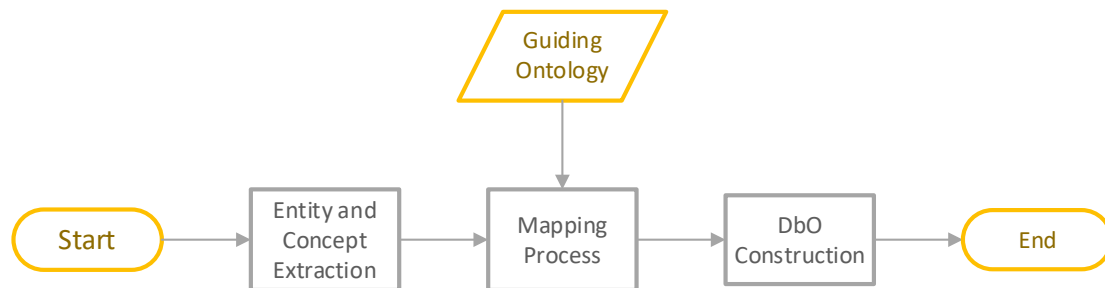 Guiding
Ontology
Start
Entity and
Concept
Extraction
Mapping
Process
DbO
Construction
End